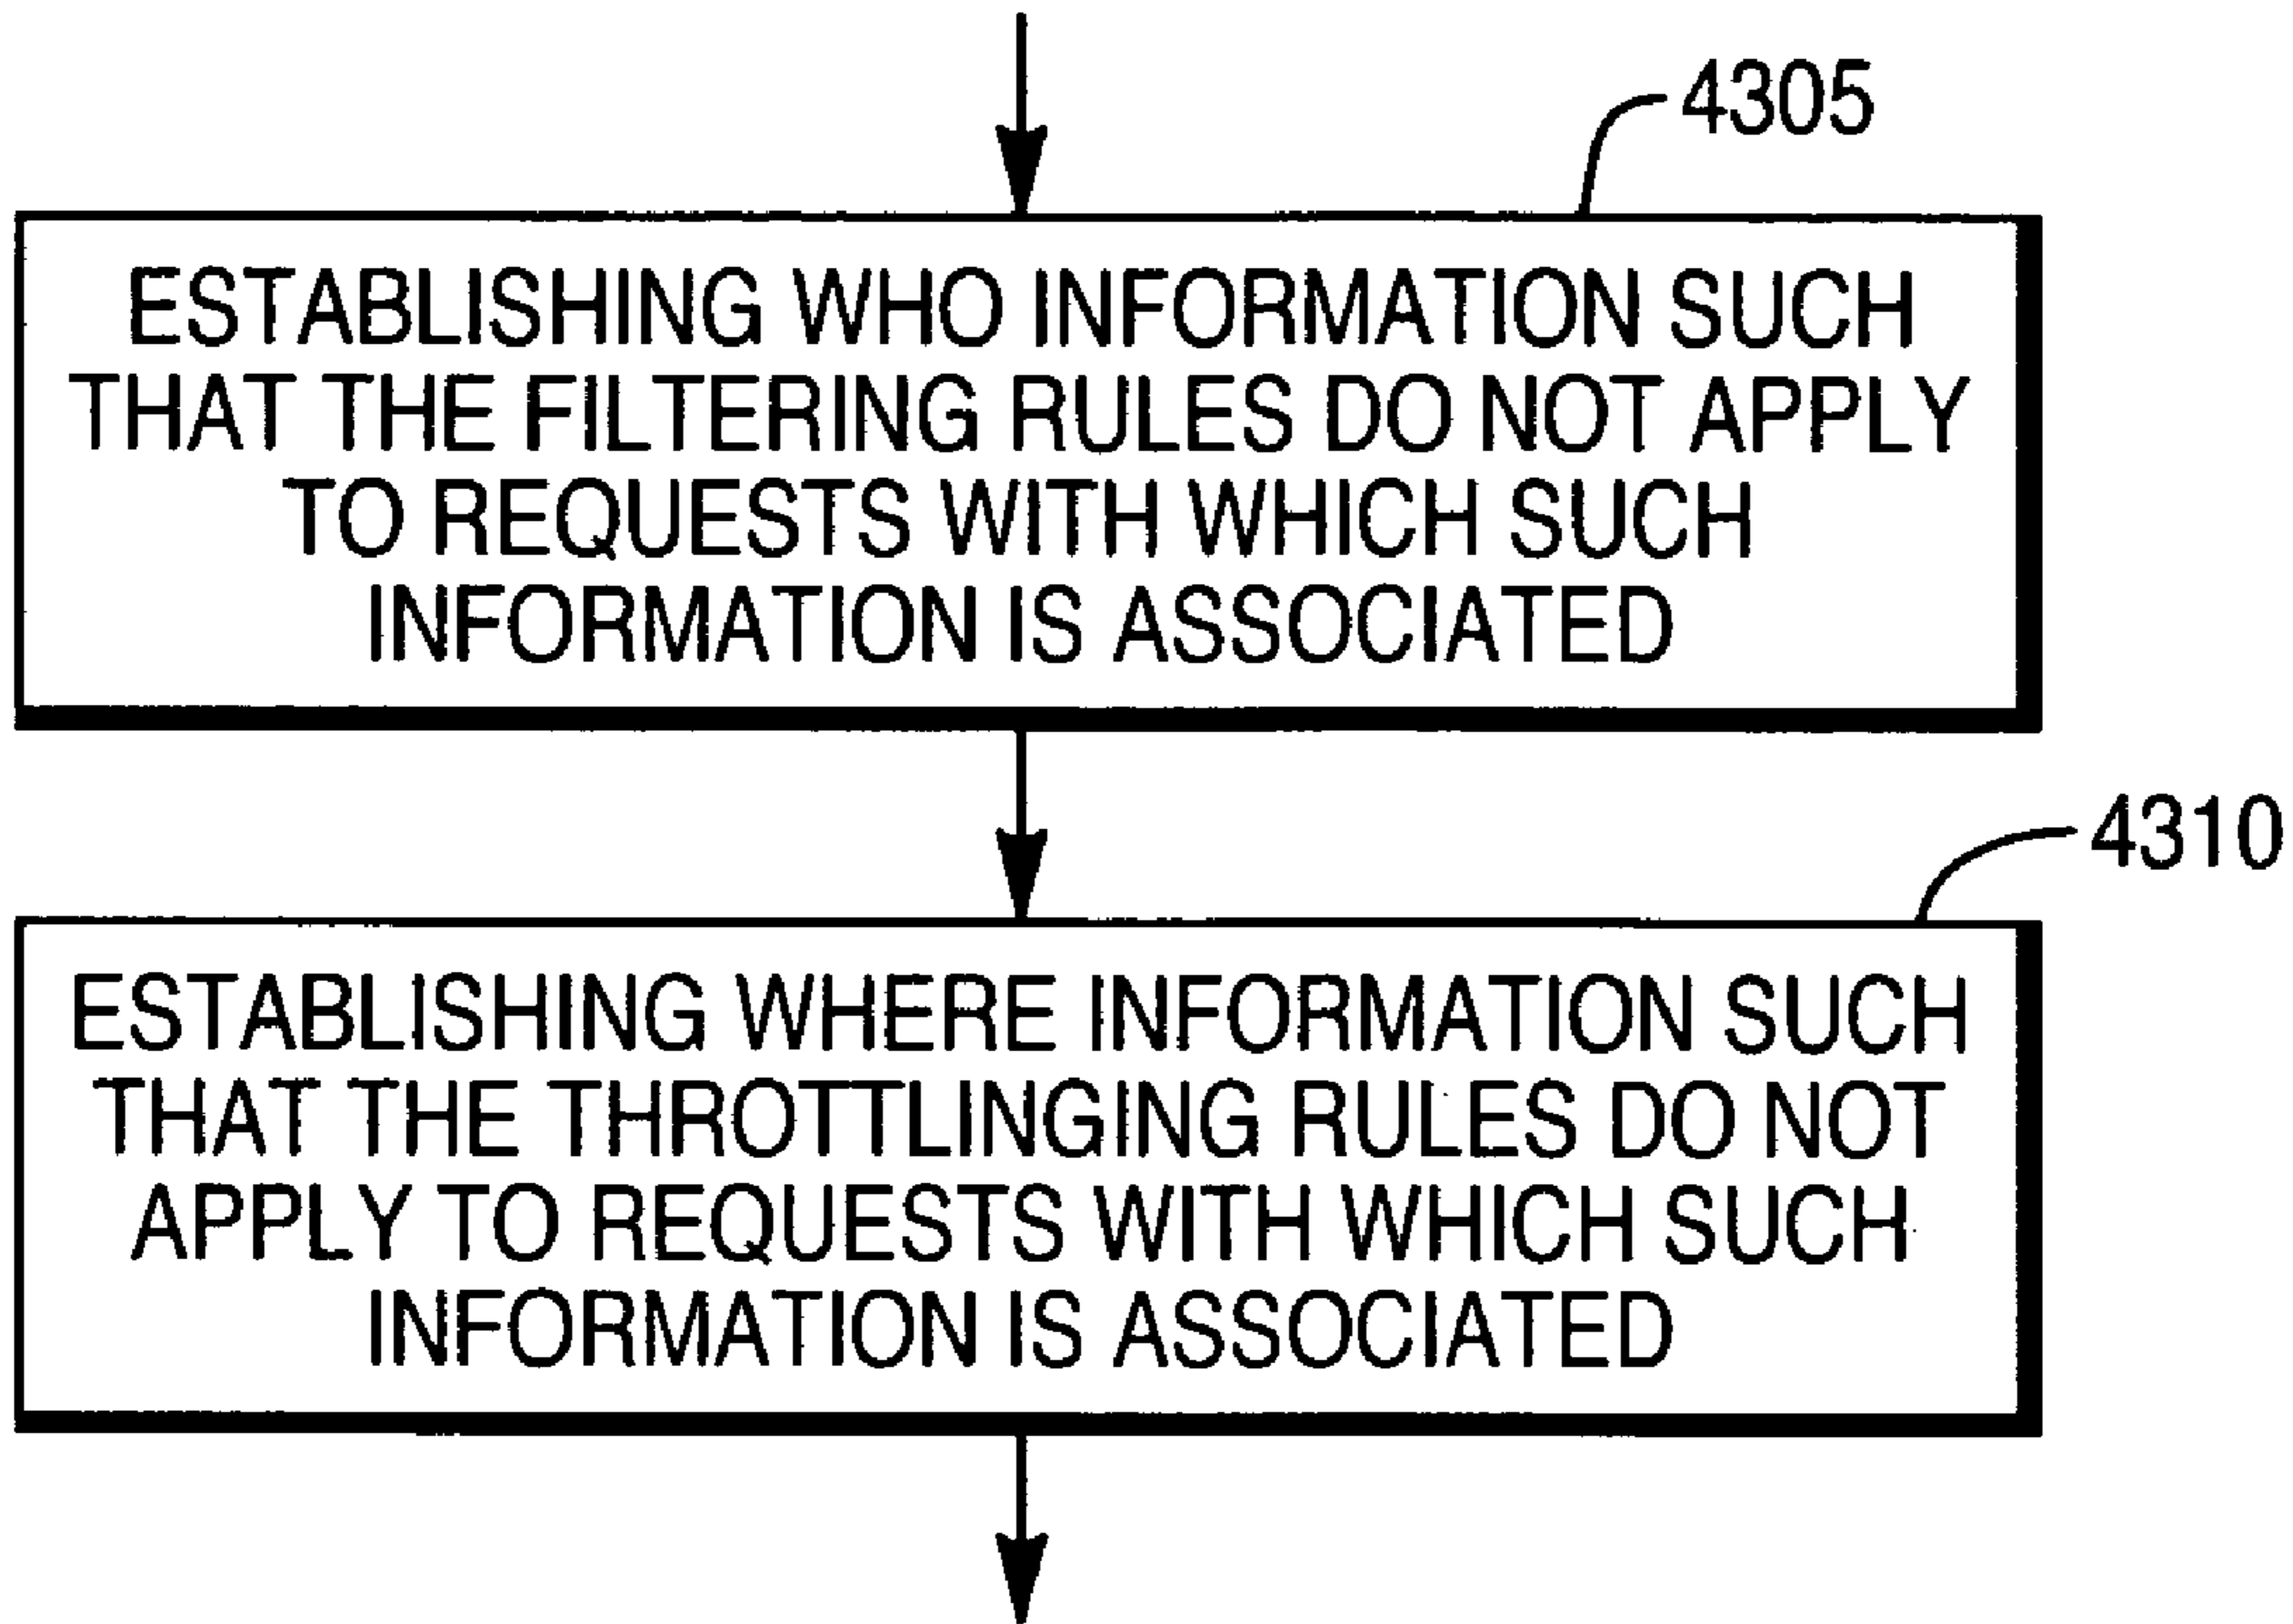 4305
ESTABLISHING WHO INFORMATION SUCH
THAT THE FILTERING RULES DO NOT APPLY
TO REQUESTS WITH WHICH SUCH
INFORMATION IS ASSOCIATED
4310
ESTABLISHING WHERE INFORMATION SUCH
THAT THE THROTTLINGING RULES DO NOT
APPLY TO REQUESTS WITH WHICH SUCH
INFORMATION IS ASSOCIATED